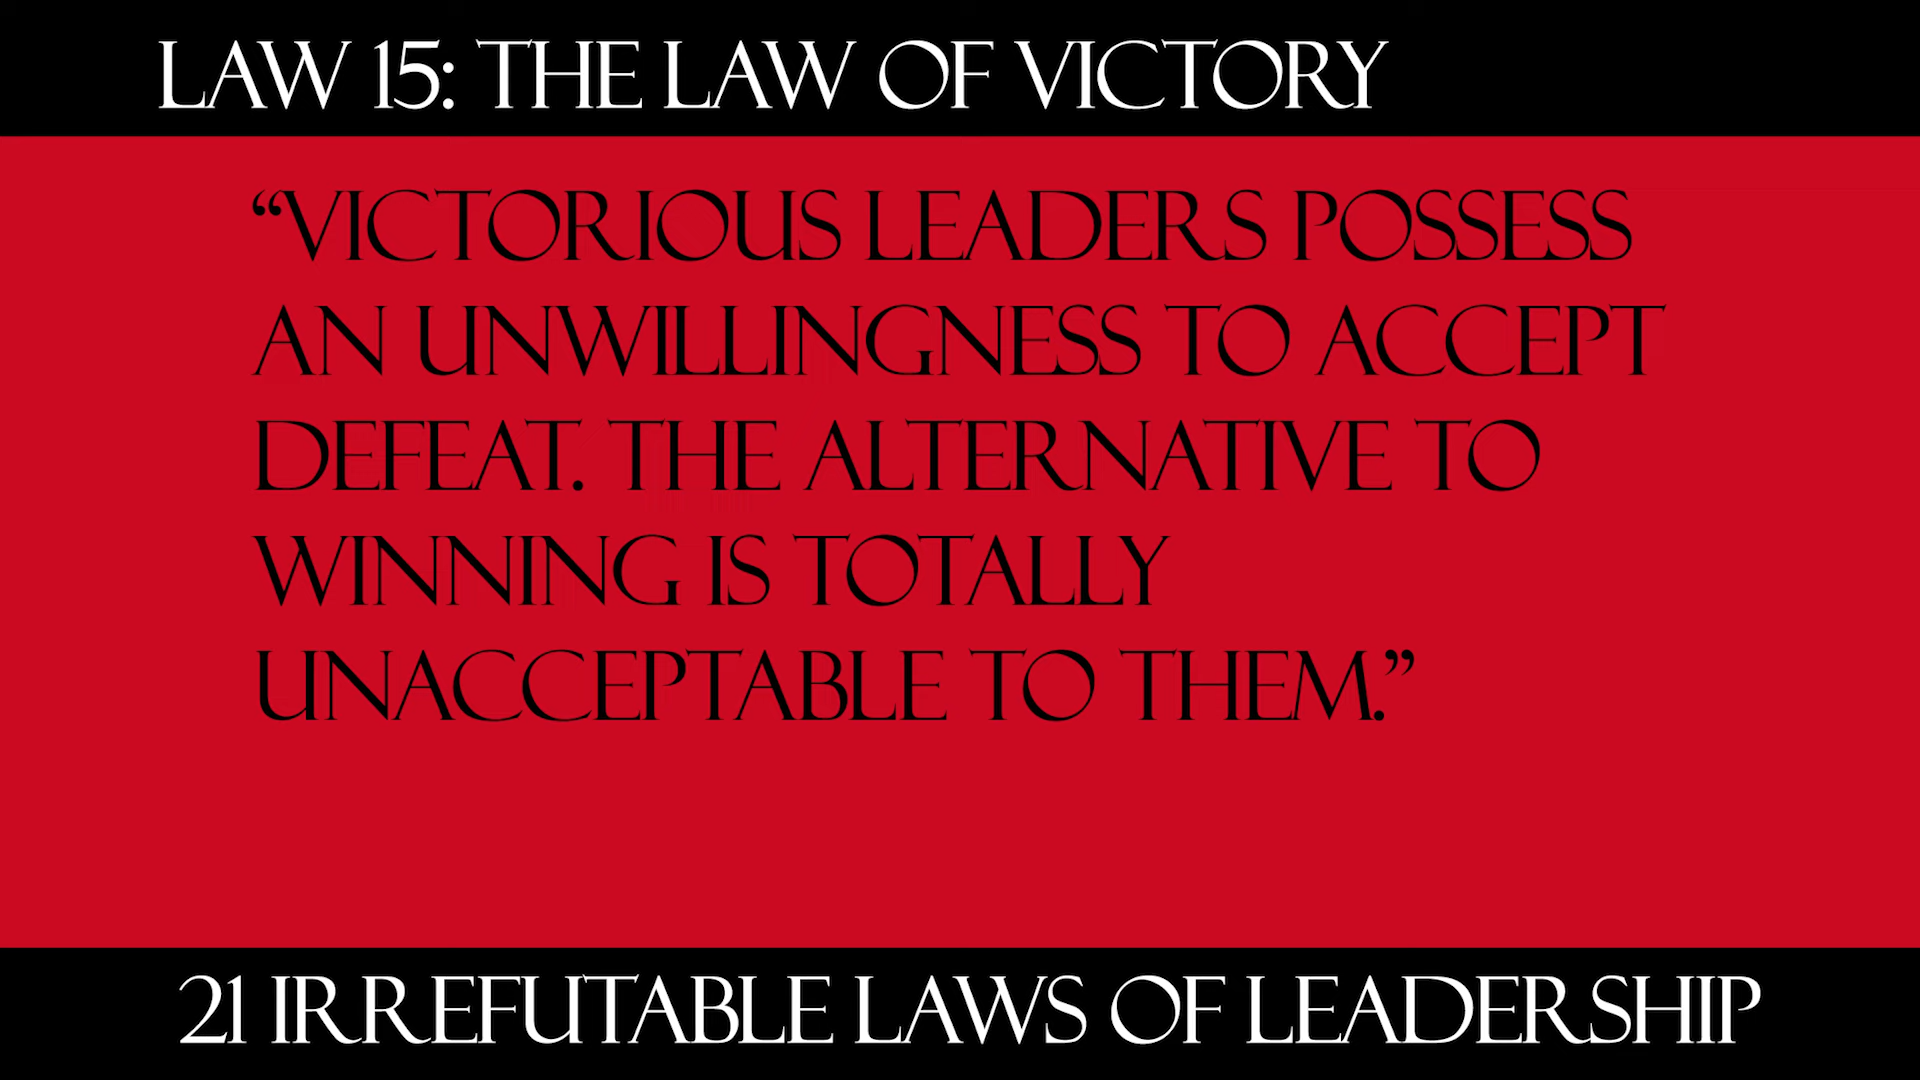 LAW 15: THE LAW OF VICTORY
“VICTORIOUS LEADERS POSSESS
AN UNWILLINGNESS TO ACCEPT
DEFEAT. THE ALTERNATIVE TO
WINNING IS TOTALLY
UNACCEPTABLE TO THEM.”
21 IRREFUTABLE LAWS OF LEADERSHIP